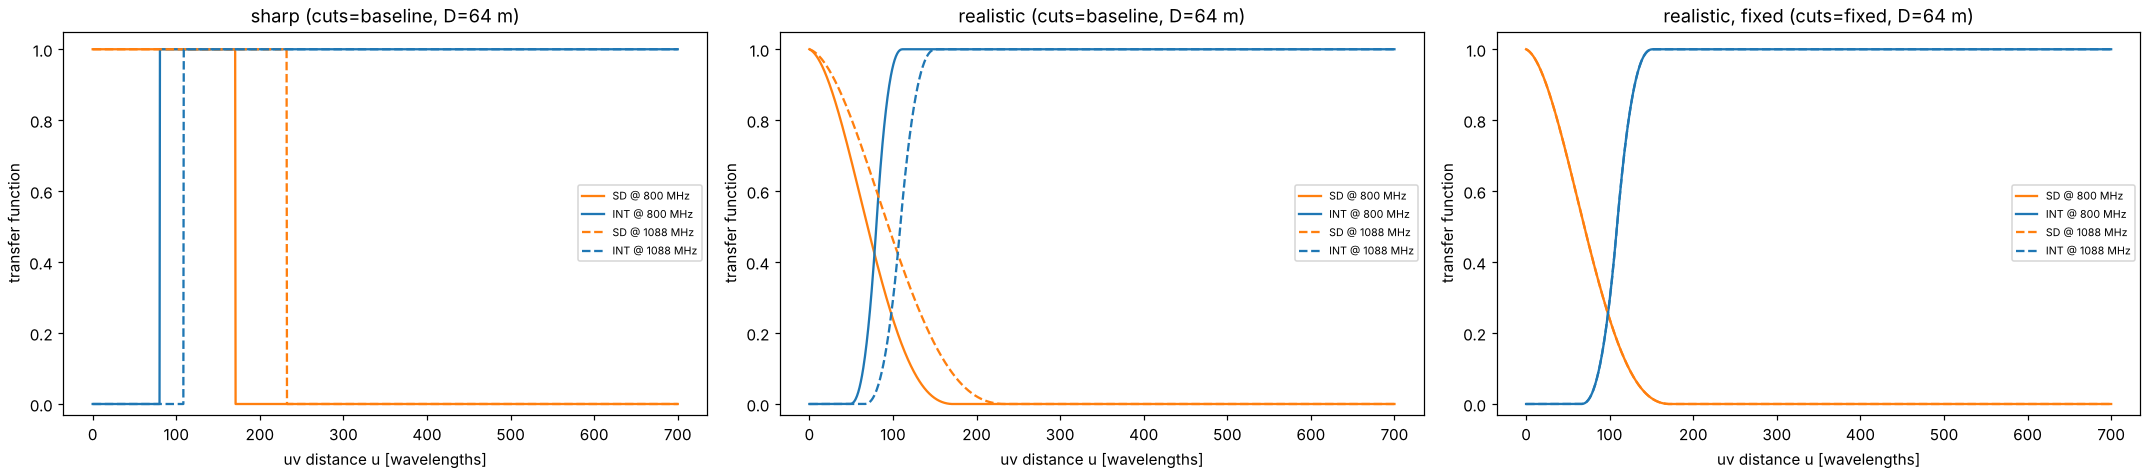 sharp (cuts=baseline, D=64 m)
transfer function
1.0
0.8
0.6
0.4
0.2
0.0
SD @ 800 MHz
INT @ 800 MHz
SD @ 1088 MHz
INT @ 1088 MHz
0 100 200 300 400 500 600 700
uv distance u [wavelengths]
realistic (cuts=baseline, D=64 m)
transfer function
1.0
0.8
0.6
0.4
0.2
0.0
SD @ 800 MHz
INT @ 800 MHz
SD @ 1088 MHz
INT @ 1088 MHz
0 100 200 300 400 500 600 700
uv distance u [wavelengths]
realistic, fixed (cuts=fixed, D=64 m)
transfer function
1.0
0.8
0.6
0.4
0.2
0.0
SD @ 800 MHz
INT @ 800 MHz
SD @ 1088 MHz
INT @ 1088 MHz
0 100 200 300 400 500 600 700
uv distance u [wavelengths]